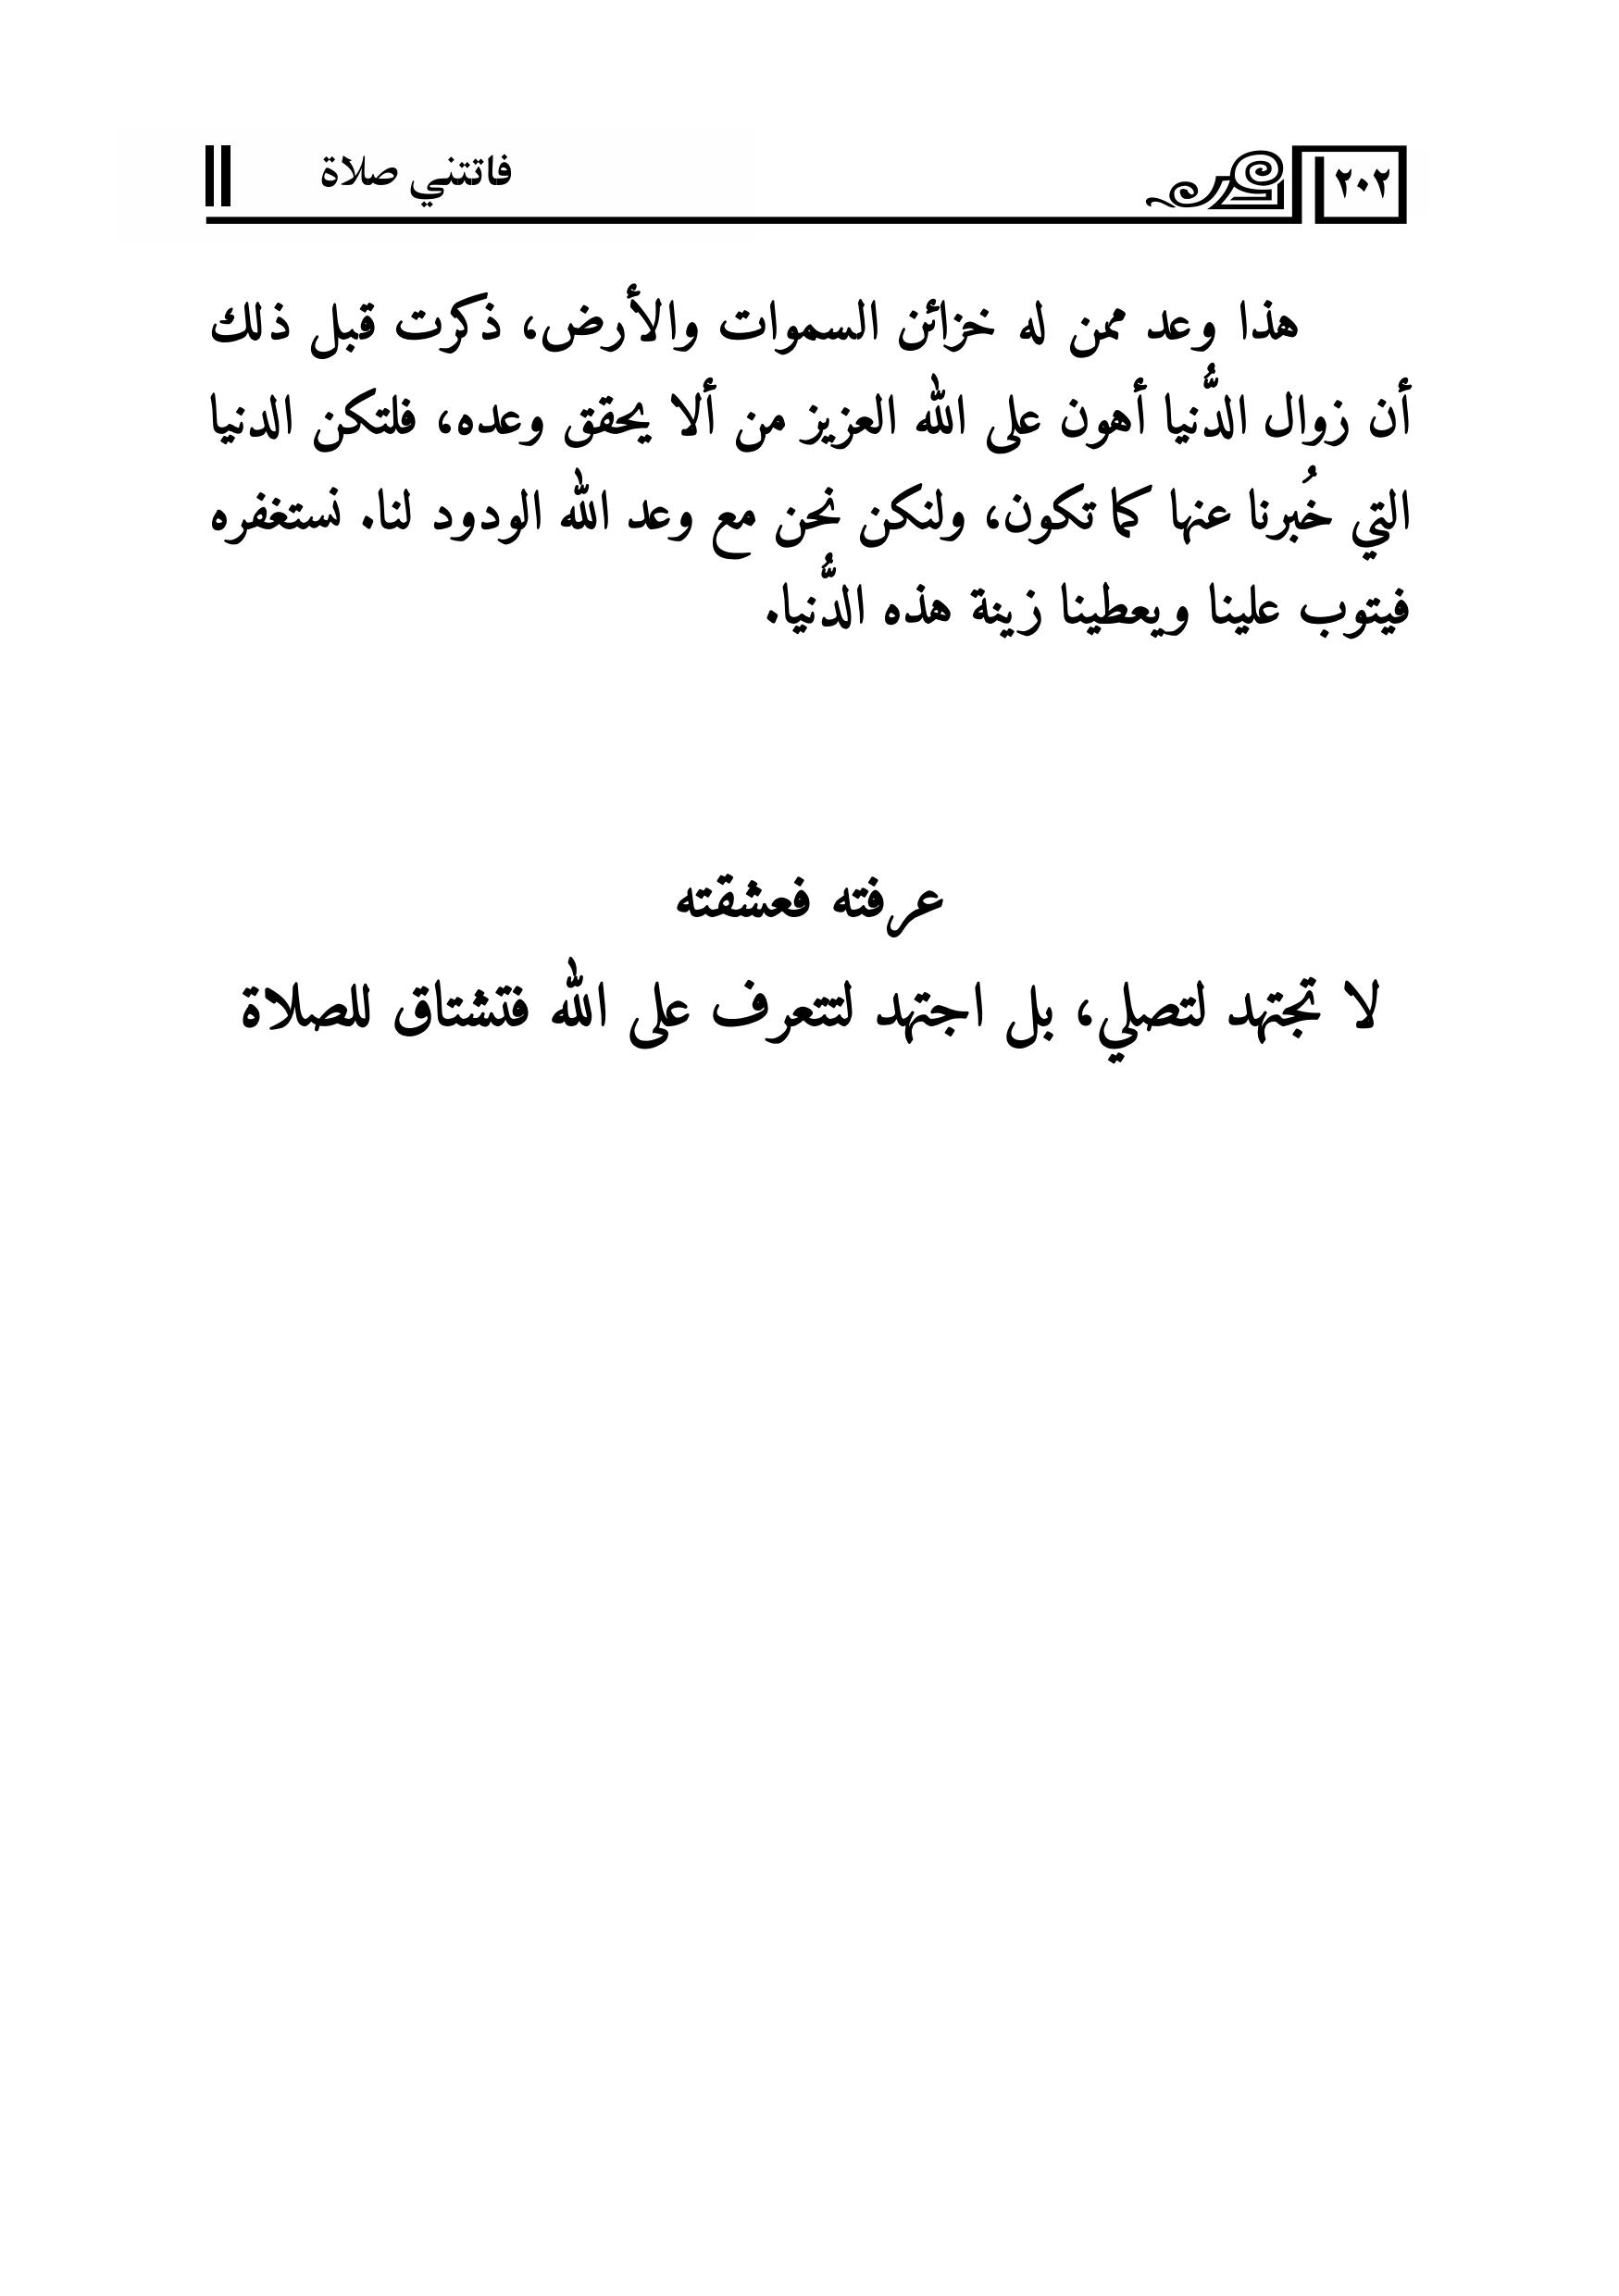 ٢٠٢
فاتتني صلاة
هذا وعد ممن له خزائن السموات والأرض، ذكرت قبل ذلك
أن زوال الدُّنيا أهون على الله العزيز من ألا يحقق وعده، فلتكن الدنيا
التي خُبرنا عنها كما تكون، ولنكن نحن مع وعد الله الودود لنا. نستغفره
فيتوب علينا ويعطينا زينة هذه الدُّنيا.
عرفته فعشقته
لا تجتهد لتصلي، بل اجتهد لتتعرف على الله فتشتاق للصلاة